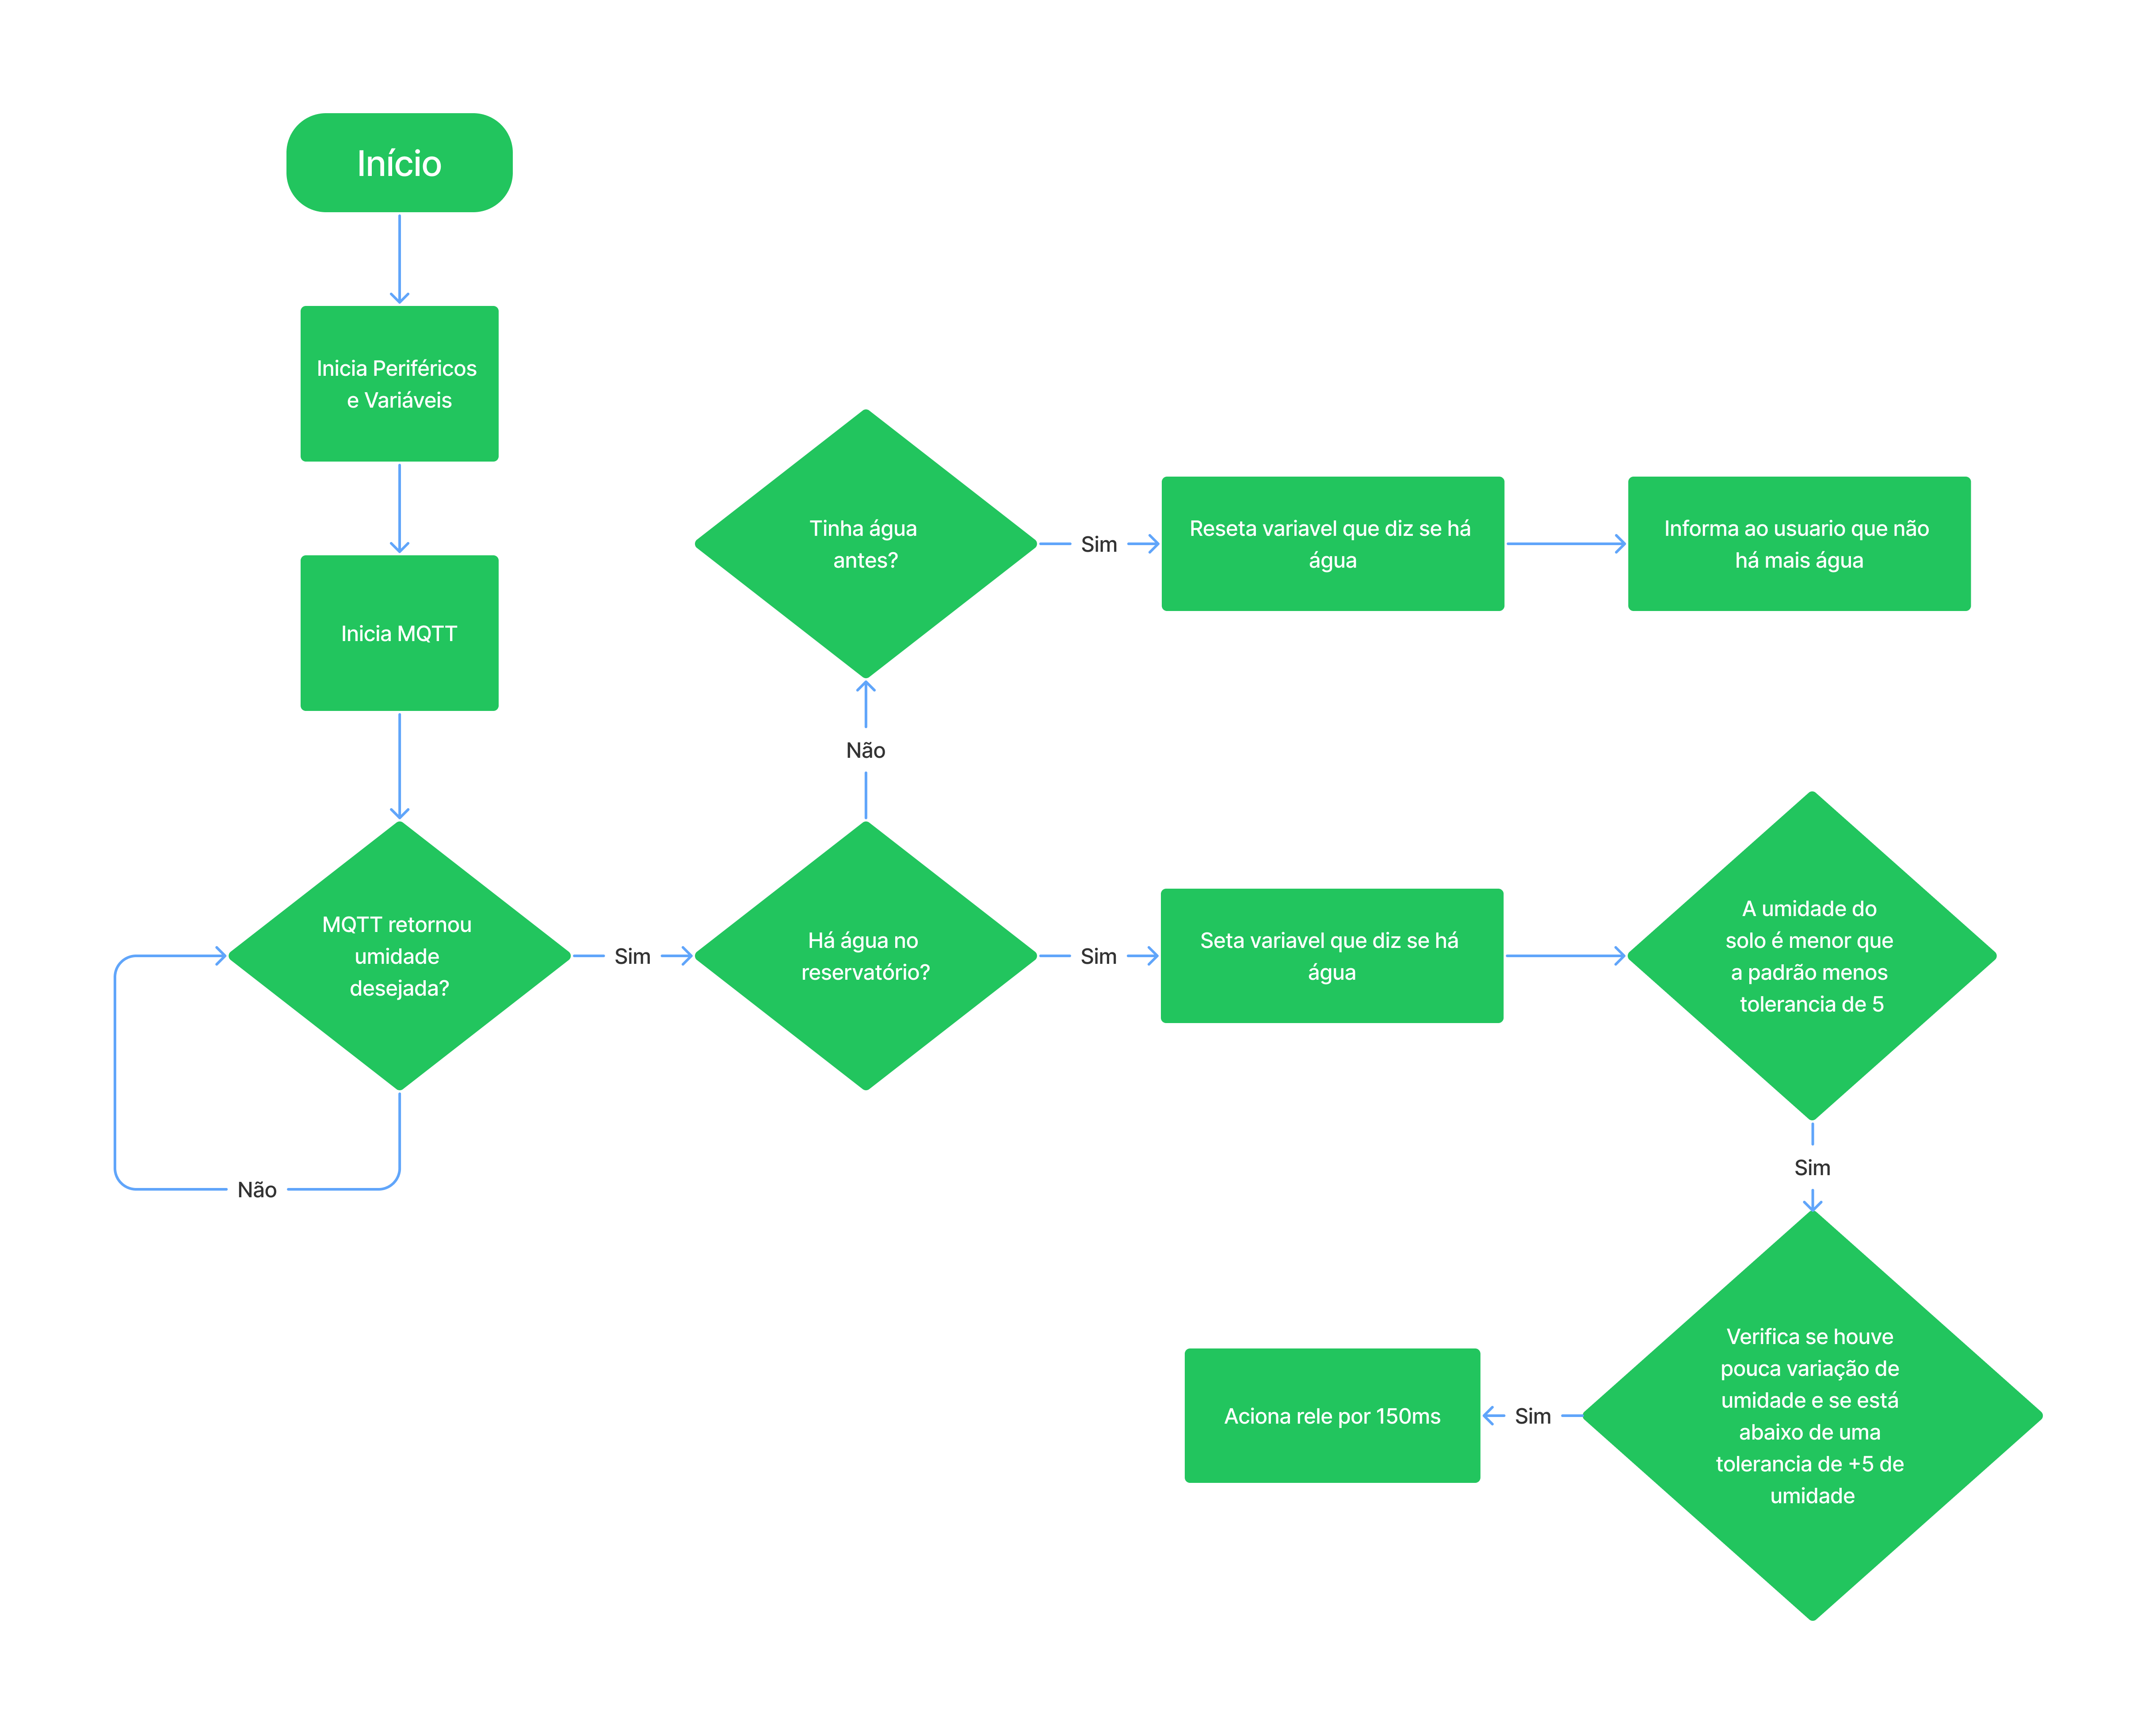 Início
Inicia Periféricos
e Variáveis
Inicia MQTT
MQTT retornou
umidade
desejada?
Não
Sim
Há água no
reservatório?
Não
Tinha água
antes?
Sim
Reseta variavel que diz se há
água
Informa ao usuario que não
há mais água
Sim
Seta variavel que diz se há
água
A umidade do
solo é menor que
a padrão menos
tolerancia de 5
Sim
Verifica se houve
pouca variação de
umidade e se está
abaixo de uma
tolerancia de +5 de
umidade
Sim
Aciona rele por 150ms